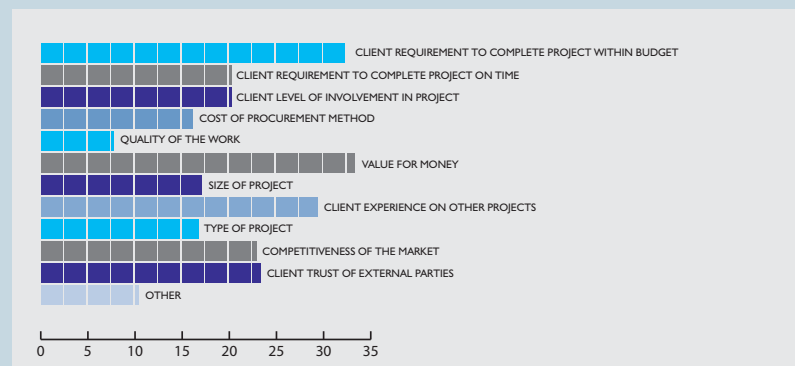 CLIENT REQUIREMENT TO COMPLETE PROJECT WITHIN BUDGET
CLIENT REQUIREMENT TO COMPLETE PROJECT ON TIME
CLIENT LEVEL OF INVOLVEMENT IN PROJECT
COST OF PROCUREMENT METHOD
QUALITY OF THE WORK
VALUE FOR MONEY
SIZE OF PROJECT
CLIENT EXPERIENCE ON OTHER PROJECTS
TYPE OF PROJECT
COMPETITIVENESS OF THE MARKET
CLIENT TRUST OF EXTERNAL PARTIES
OTHER
0 5 10 15 20 25 30 35